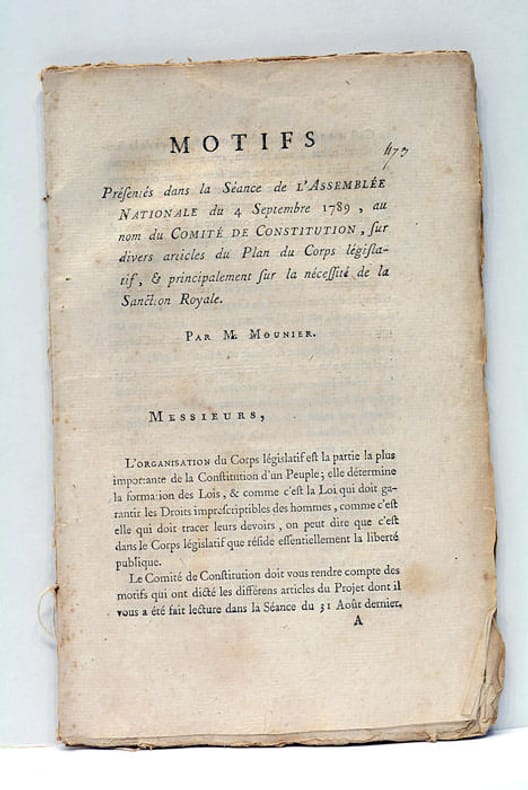 MOTIFS
473
Préſentés dans la Séance de L'ASSEMBLÉE
NATIONALE du 4 Septembre 1789, au
nom du COMITÉ DE CONSTITUTION, ſur
divers articles du Plan du Corps légiſla-
tif, & principalement ſur la néceſſité de la
Sanction Royale.
PAR M. MOUNIER.
MESSIEURS,
L'ORGANISATION du Corps légiſlatif eſt la partie la plus
importante de la Conſtitution d'un Peuple; elle détermine
la formation des Lois, & comme c'eſt la Loi qui doit ga-
rantir les Droits impreſcriptibles des hommes, comme c'eſt
elle qui doit tracer leurs devoirs, on peut dire que c'eſt
dans le Corps légiſlatif que réſide eſſentiellement la liberté
publique.
Le Comité de Conſtitution doit vous rendre compte des
motifs qui ont dicté les différens articles du Projet dont il
vous a été fait lecture dans la Séance du 31 Août dernier.
A